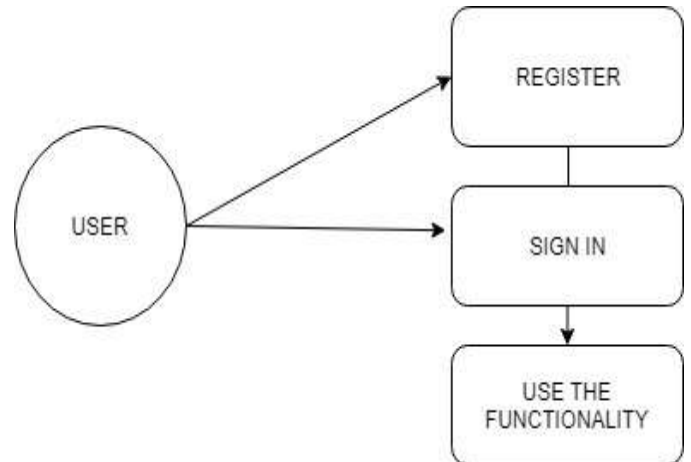 REGISTER
USER
SIGN IN
USE THE
FUNCTIONALITY